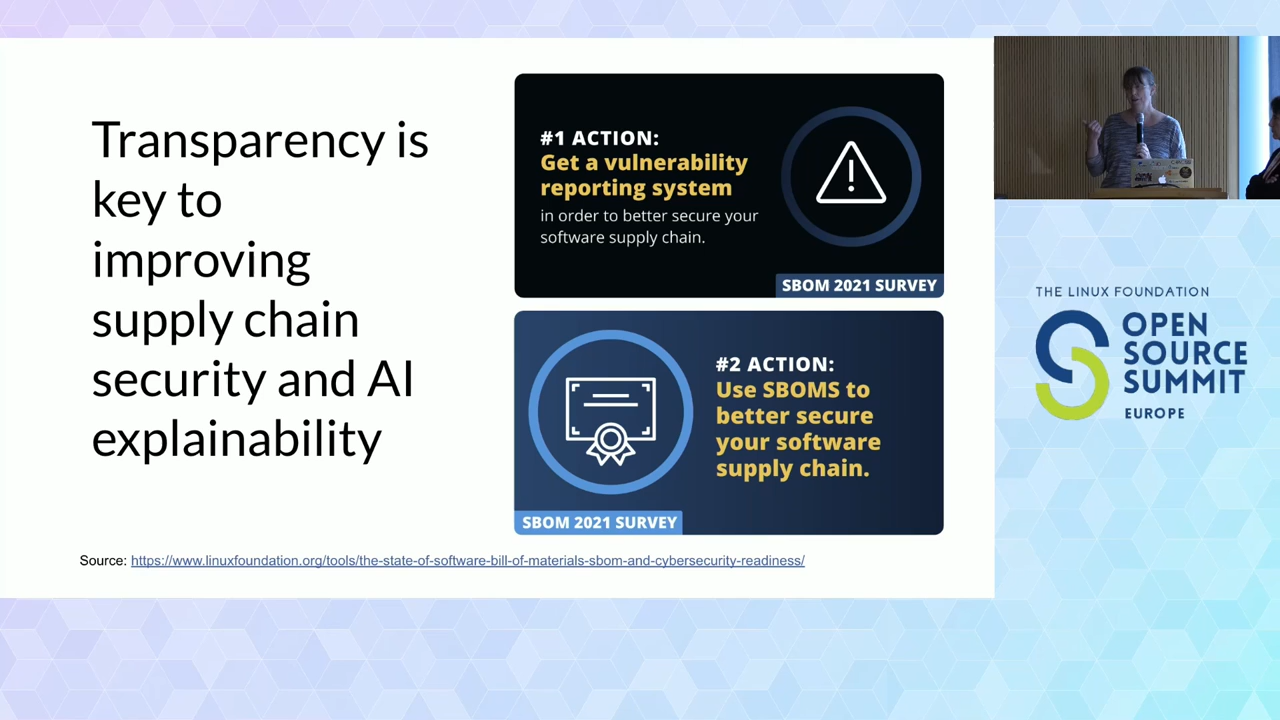 Transparency is
key to
improving
supply chain
security and AI
explainability
#1 ACTION:
Get a vulnerability
reporting system
in order to better secure your
software supply chain.
SBOM 2021 SURVEY
#2 ACTION:
Use SBOMS to
better secure
your software
supply chain.
SBOM 2021 SURVEY
Source: https://www.linuxfoundation.org/tools/the-state-of-software-bill-of-materials-sbom-and-cybersecurity-readiness/
THE LINUX FOUNDATION
OPEN
SOURCE
SUMMIT
EUROPE